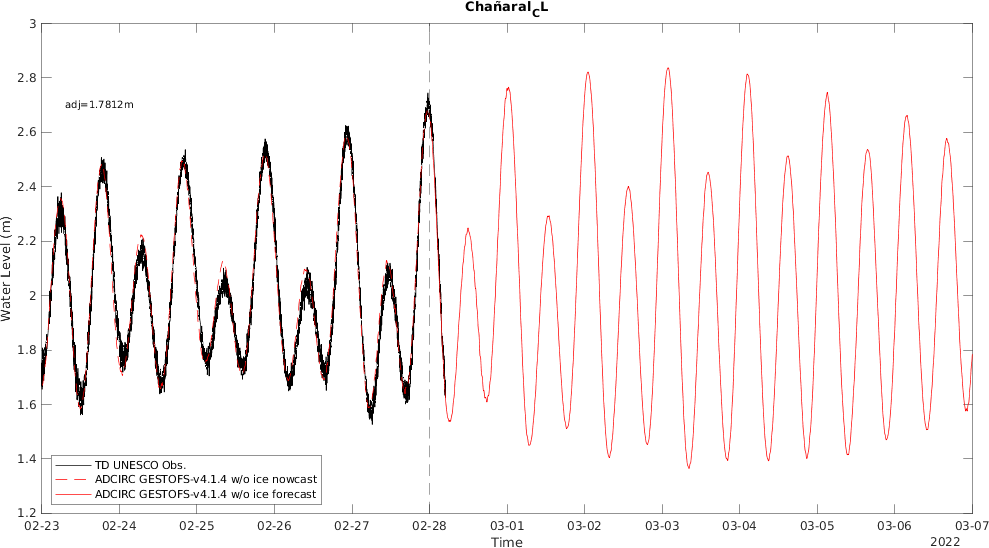 Chañaral_CL
3
2.8
2.6
2.4
2.2
2
1.8
1.6
1.4
1.2
Water Level (m)
adj=1.7812m
TD UNESCO Obs.
ADCIRC GESTOFS-v4.1.4 w/o ice nowcast
ADCIRC GESTOFS-v4.1.4 w/o ice forecast
02-23 02-24 02-25 02-26 02-27 02-28 03-01 03-02 03-03 03-04 03-05 03-06 03-07
Time
2022